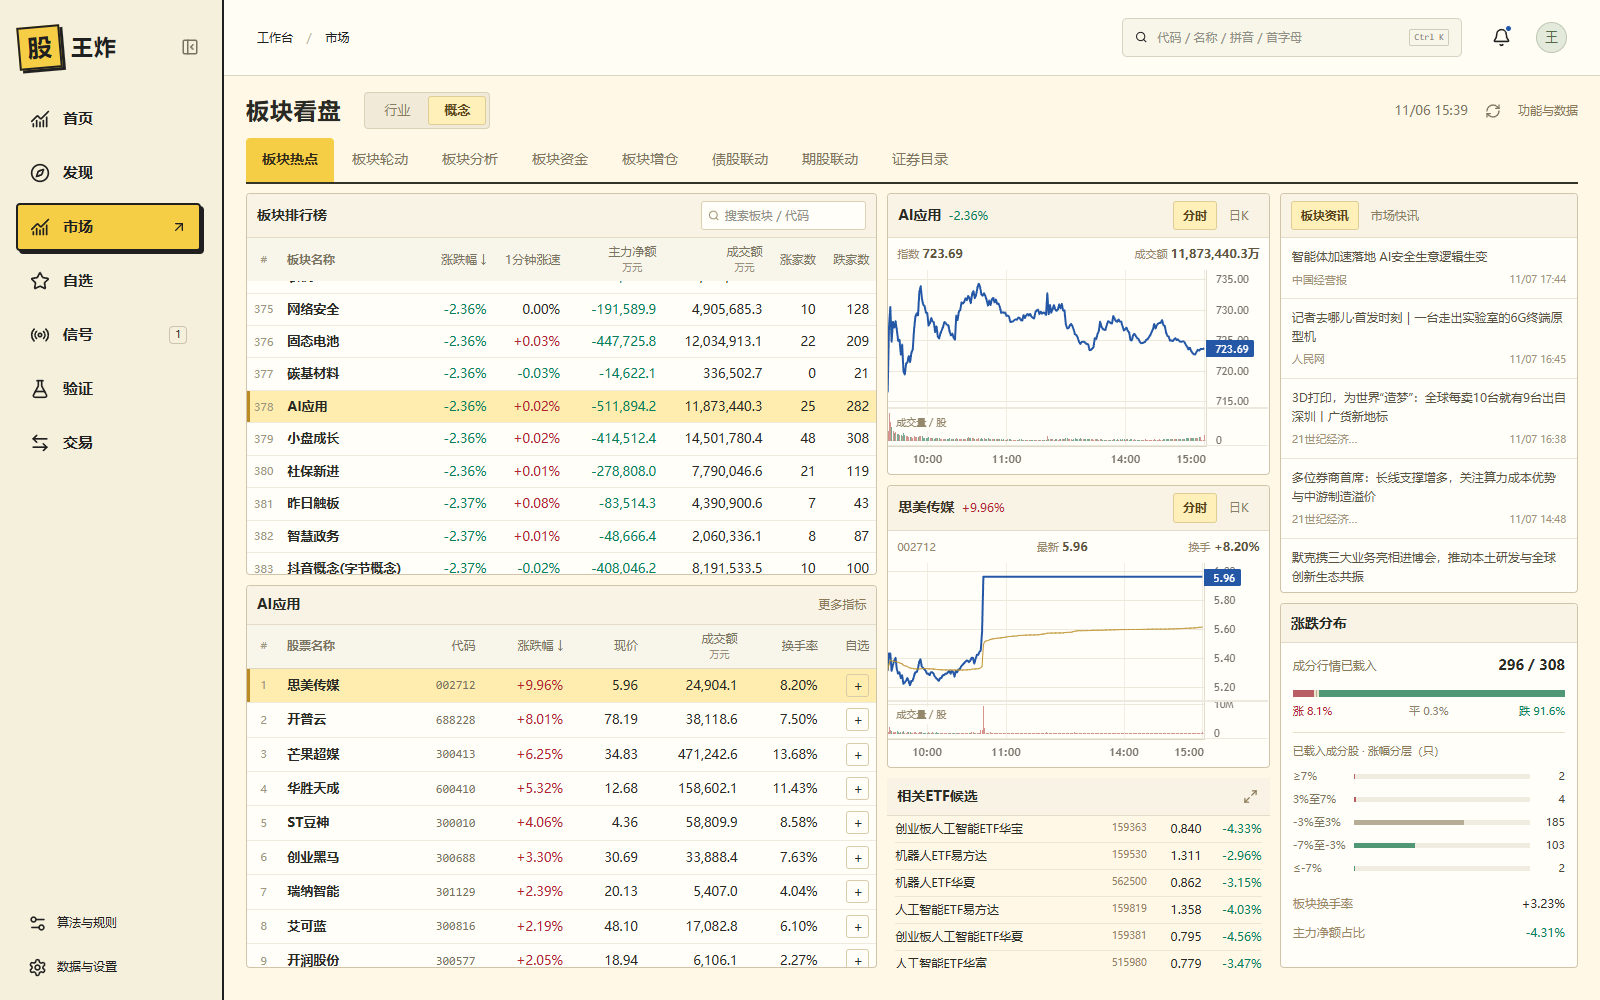 股 王炸
首页
发现
市场
自选
信号 1
验证
交易
算法与规则
数据与设置
工作台 / 市场
代码 / 名称 / 拼音 / 首字母 Ctrl K
王
板块看盘 行业 概念
11/06 15:39 功能与数据
板块热点 板块轮动 板块分析 板块资金 板块增仓 债股联动 期股联动 证券目录
板块排行榜 搜索板块 / 代码
# 板块名称 涨跌幅↓ 1分钟涨速 主力净额 万元 成交额 万元 涨家数 跌家数
375 网络安全 -2.36% 0.00% -191,589.9 4,905,685.3 10 128
376 固态电池 -2.36% +0.03% -447,725.8 12,034,913.1 22 209
377 碳基材料 -2.36% -0.03% -14,622.1 336,502.7 0 21
378 AI应用 -2.36% +0.02% -511,894.2 11,873,440.3 25 282
379 小盘成长 -2.36% +0.02% -414,512.4 14,501,780.4 48 308
380 社保新进 -2.36% +0.01% -278,808.0 7,790,046.6 21 119
381 昨日触板 -2.36% +0.08% -83,514.3 4,390,900.6 7 43
382 智慧政务 -2.37% +0.01% -48,666.4 2,060,336.1 8 87
383 抖音概念(字节概念) -2.37% -0.02% -408,046.2 8,191,533.5 10 100
AI应用 更多指标
# 股票名称 代码 涨跌幅↓ 现价 成交额 万元 换手率 自选
1 思美传媒 002712 +9.96% 5.96 24,904.1 8.20% +
2 开普云 688228 +8.01% 78.19 38,118.6 7.50% +
3 芒果超媒 300413 +6.25% 34.83 471,242.6 13.68% +
4 华胜天成 600410 +5.32% 12.68 158,602.1 11.43% +
5 ST豆神 300010 +4.06% 4.36 58,809.9 8.58% +
6 创业黑马 300688 +3.30% 30.69 33,888.4 7.63% +
7 瑞纳智能 301129 +2.39% 20.13 5,407.0 4.04% +
8 艾可蓝 300816 +2.19% 48.10 17,082.8 6.10% +
9 开润股份 300577 +2.05% 18.94 6,106.1 2.27% +
AI应用 -2.36% 分时 日K
指数 723.69 成交额 11,873,440.3万
735.00
730.00
723.69
720.00
715.00
成交量 / 股
0
10:00 11:00 14:00 15:00
思美传媒 +9.96% 分时 日K
002712 最新 5.96 换手 +8.20%
5.96
5.80
5.60
5.40
5.20
成交量 / 股
10M
0
10:00 11:00 14:00 15:00
相关ETF候选
创业板人工智能ETF华宝 159363 0.840 -4.33%
机器人ETF易方达 159530 1.311 -2.96%
机器人ETF华夏 562500 0.862 -3.15%
人工智能ETF易方达 159819 1.358 -4.03%
创业板人工智能ETF华夏 159381 0.795 -4.56%
人工智能ETF华富 515980 0.779 -3.47%
板块资讯 市场快讯
智能体加速落地 AI安全生意逻辑生变
中国经营报 11/07 17:44
记者去哪儿·首发时刻 | 一台走出实验室的6G终端原
型机
人民网 11/07 16:45
3D打印，为世界“造梦”：全球每卖10台就有9台出自
深圳丨广货新地标
21世纪经济... 11/07 16:38
多位券商首席：长线支撑增多，关注算力成本优势
与中游制造溢价
21世纪经济... 11/07 14:48
默克携三大业务亮相进博会，推动本土研发与全球
创新生态共振
涨跌分布
成分行情已载入 296 / 308
涨 8.1% 平 0.3% 跌 91.6%
已载入成分股 · 涨幅分层（只）
≥7% 2
3%至7% 4
-3%至3% 185
-7%至-3% 103
≤-7% 2
板块换手率 +3.23%
主力净额占比 -4.31%